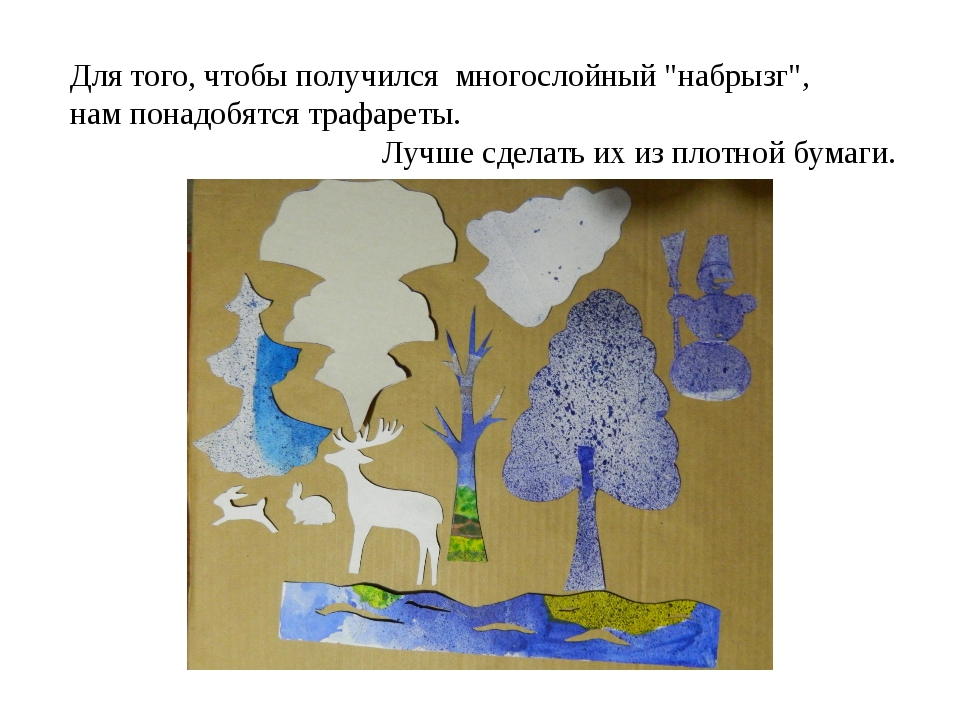 Для того, чтобы получился  многослойный "набрызг",
нам понадобятся трафареты.
Лучше сделать их из плотной бумаги.